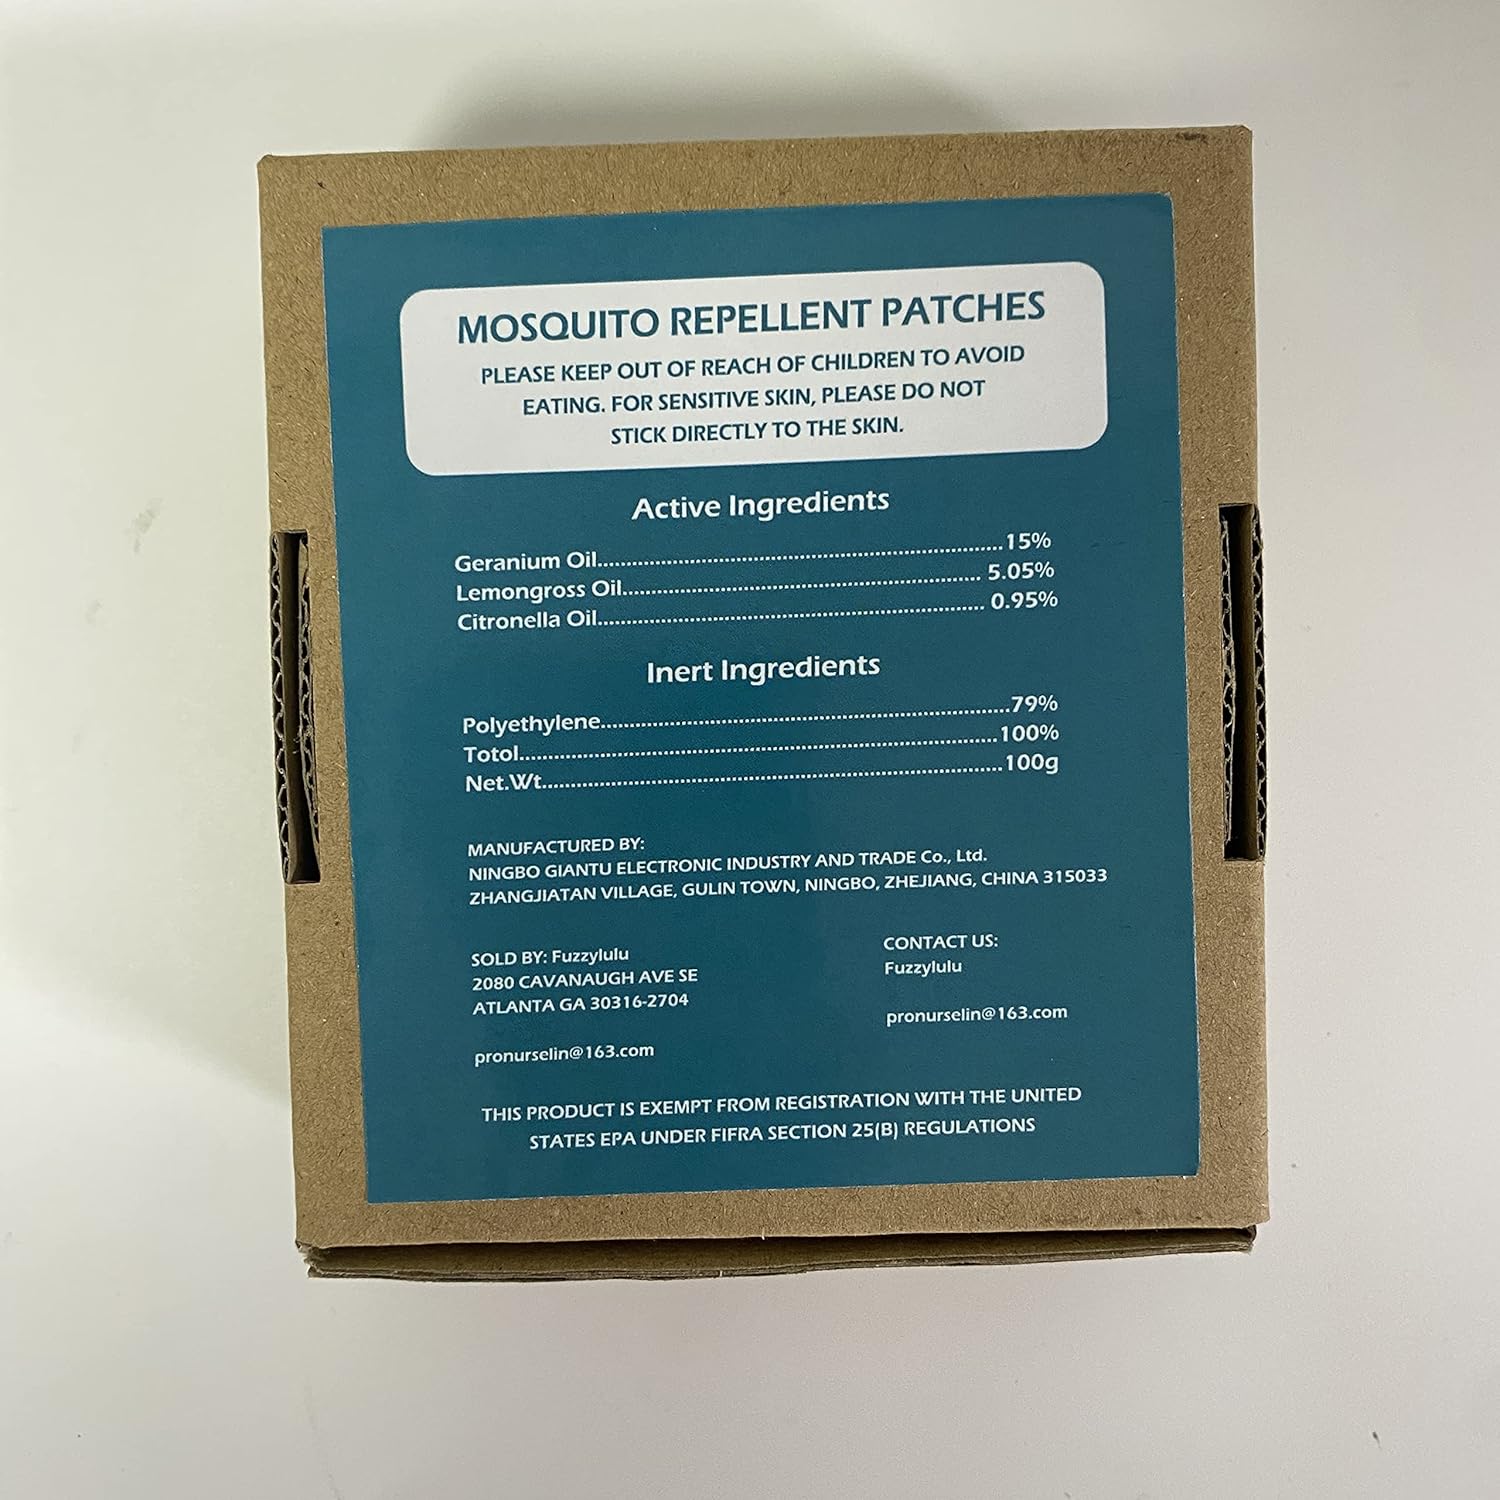 MOSQUITO REPELLENT PATCHES
PLEASE KEEP OUT OF REACH OF CHILDREN TO AVOID
EATING. FOR SENSITIVE SKIN, PLEASE DO NOT
STICK DIRECTLY TO THE SKIN.
Active Ingredients
Geranium Oil........................................................................15%
Lemongross Oil................................................................ 5.05%
Citronella Oil.................................................................... 0.95%
Inert Ingredients
Polyethylene........................................................................79%
Totol....................................................................................100%
Net.Wt.................................................................................100g
MANUFACTURED BY:
NINGBO GIANTU ELECTRONIC INDUSTRY AND TRADE Co., Ltd.
ZHANGJIATAN VILLAGE, GULIN TOWN, NINGBO, ZHEJIANG, CHINA 315033
SOLD BY: Fuzzylulu
2080 CAVANAUGH AVE SE
ATLANTA GA 30316-2704
pronurselin@163.com
CONTACT US:
Fuzzylulu
pronurselin@163.com
THIS PRODUCT IS EXEMPT FROM REGISTRATION WITH THE UNITED
STATES EPA UNDER FIFRA SECTION 25(B) REGULATIONS